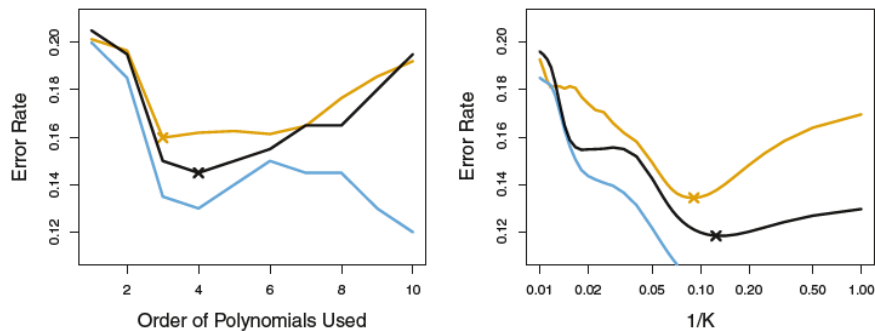 Error Rate
0.12 0.14 0.16 0.18 0.20
2 4 6 8 10
Order of Polynomials Used
Error Rate
0.12 0.14 0.16 0.18 0.20
0.01 0.02 0.05 0.10 0.20 0.50 1.00
1/K